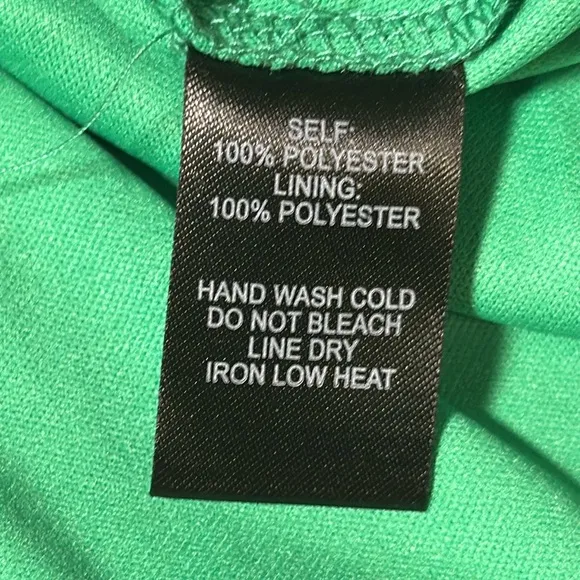 SELF:
100% POLYESTER
LINING:
100% POLYESTER
HAND WASH COLD
DO NOT BLEACH
LINE DRY
IRON LOW HEAT